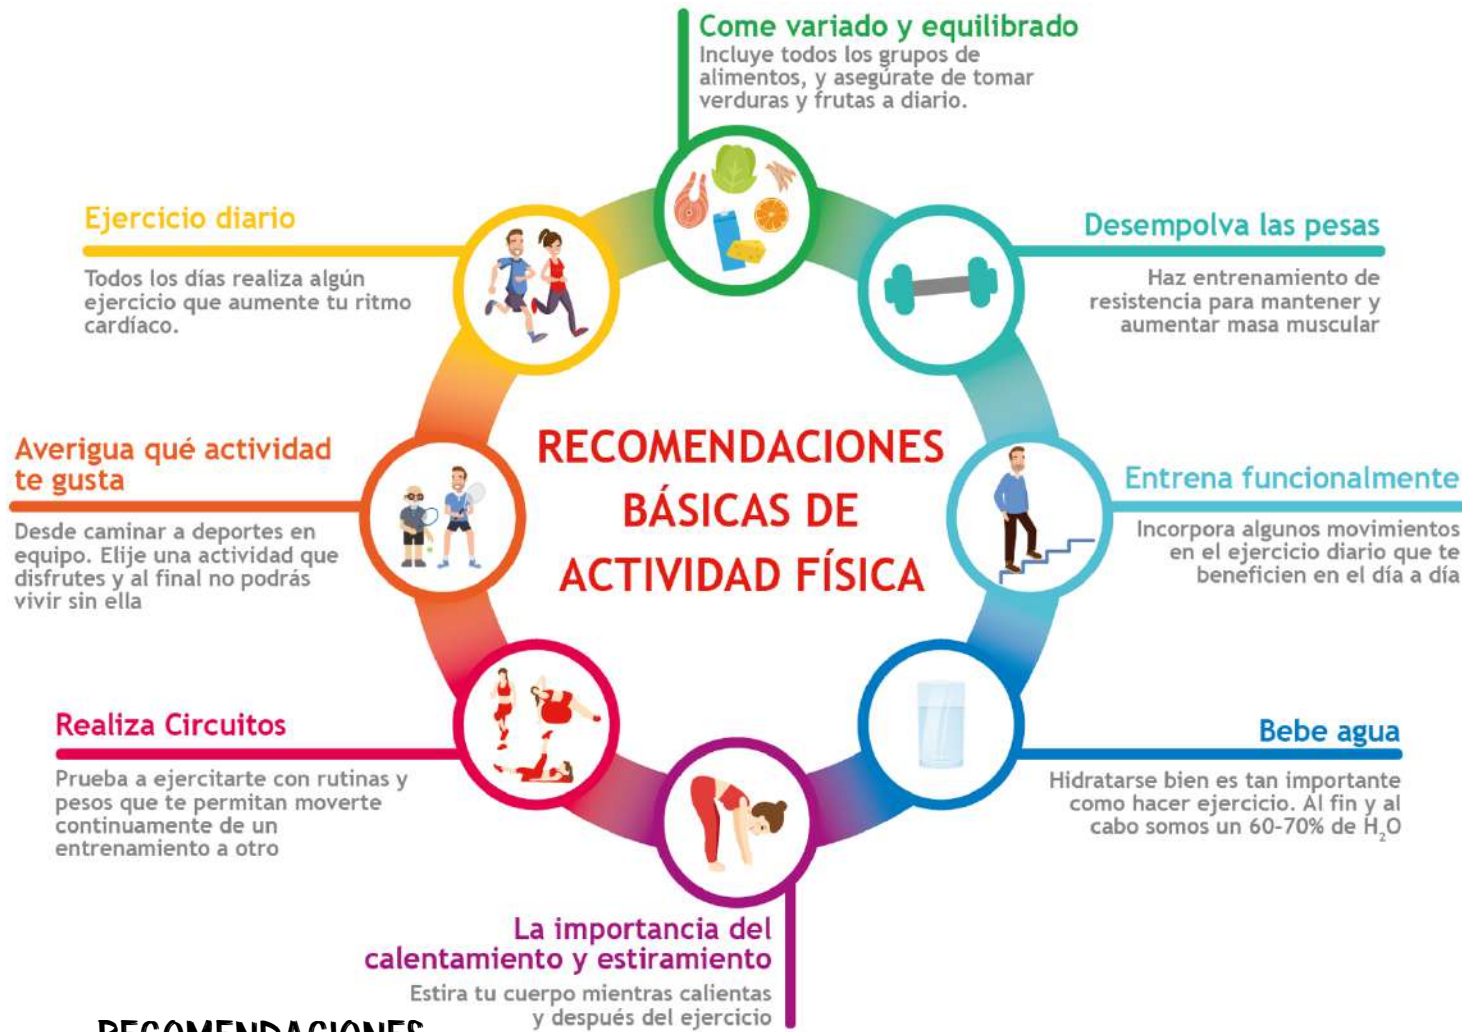 Come variado y equilibrado
Incluye todos los grupos de
alimentos, y asegúrate de tomar
verduras y frutas a diario.
Desempolva las pesas
Haz entrenamiento de
resistencia para mantener y
aumentar masa muscular
Entrena funcionalmente
Incorpora algunos movimientos
en el ejercicio diario que te
beneficien en el día a día
Bebe agua
Hidratarse bien es tan importante
como hacer ejercicio. Al fin y al
cabo somos un 60-70% de H₂O
La importancia del
calentamiento y estiramiento
Estira tu cuerpo mientras calientas
y después del ejercicio
Realiza Circuitos
Prueba a ejercitarte con rutinas y
pesos que te permitan moverte
continuamente de un
entrenamiento a otro
Averigua qué actividad
te gusta
Desde caminar a deportes en
equipo. Elije una actividad que
disfrutes y al final no podrás
vivir sin ella
Ejercicio diario
Todos los días realiza algún
ejercicio que aumente tu ritmo
cardíaco.
RECOMENDACIONES
BÁSICAS DE
ACTIVIDAD FÍSICA
RECOMENDACIONES